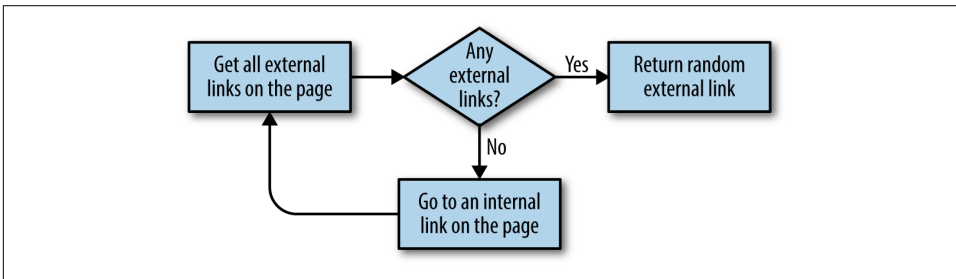 Get all external
links on the page
Any
external
links?
Yes
Return random
external link
No
Go to an internal
link on the page